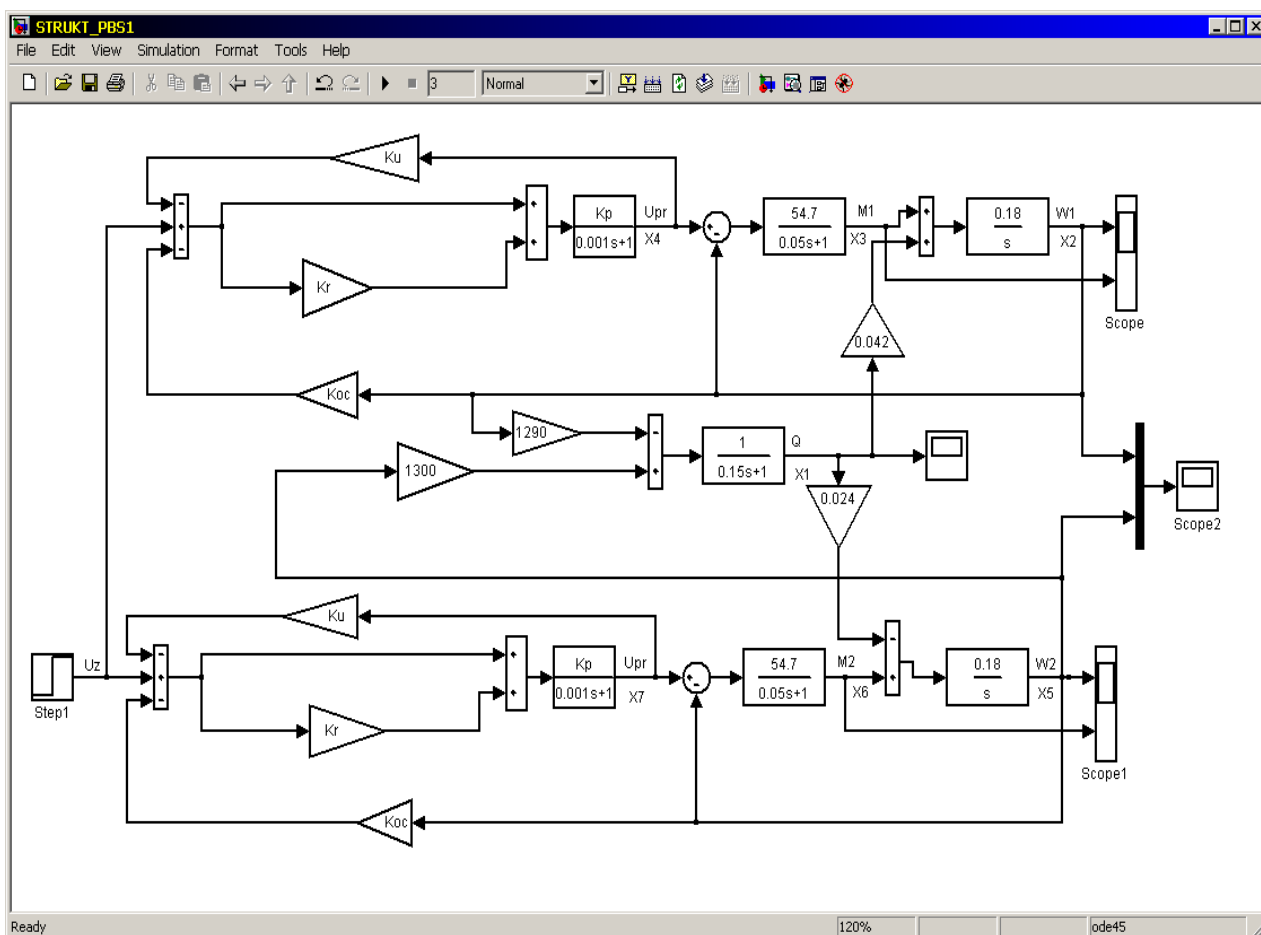 STRUKT_PBS1
File Edit View Simulation Format Tools Help
3 Normal
Ku
Kp
0.001s+1
Upr
X4
54.7
0.05s+1
M1
X3
0.18
s
W1
X2
Kr
Scope
0.042
Koc
1290
1300
1
0.15s+1
Q
X1
0.024
Scope2
Ku
Uz
Step1
Kp
0.001s+1
Upr
X7
54.7
0.05s+1
M2
X6
0.18
s
W2
X5
Kr
Scope1
Koc
Ready 120% ode45